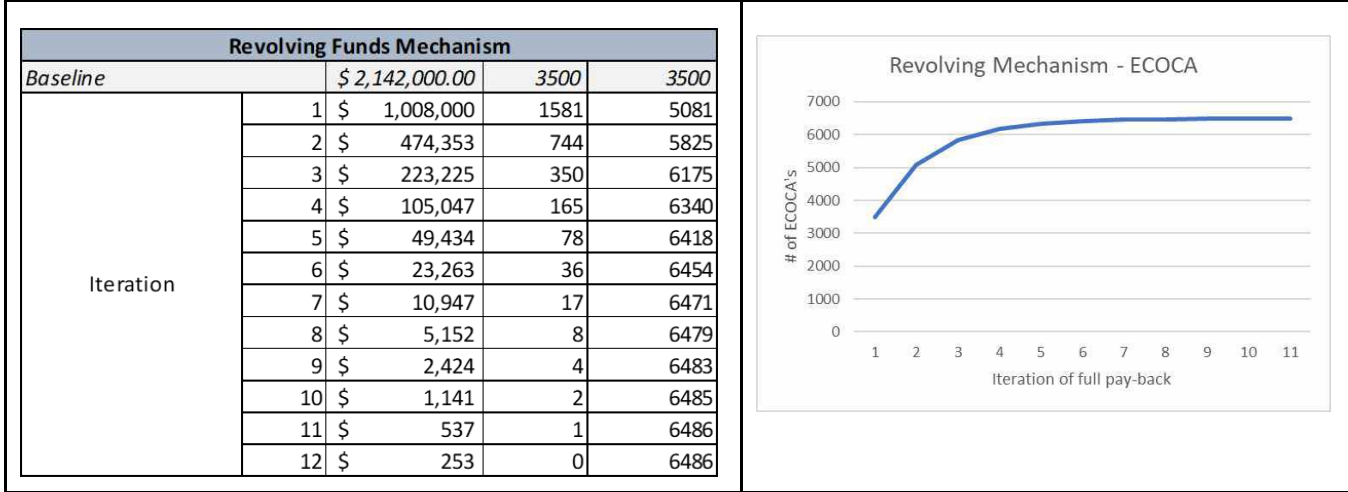 Revolving Funds Mechanism
Baseline $ 2,142,000.00 3500 3500
Iteration
1 $ 1,008,000 1581 5081
2 $ 474,353 744 5825
3 $ 223,225 350 6175
4 $ 105,047 165 6340
5 $ 49,434 78 6418
6 $ 23,263 36 6454
7 $ 10,947 17 6471
8 $ 5,152 8 6479
9 $ 2,424 4 6483
10 $ 1,141 2 6485
11 $ 537 1 6486
12 $ 253 0 6486
Revolving Mechanism - ECOCA
# of ECOCA's
7000
6000
5000
4000
3000
2000
1000
0
1 2 3 4 5 6 7 8 9 10 11
Iteration of full pay-back